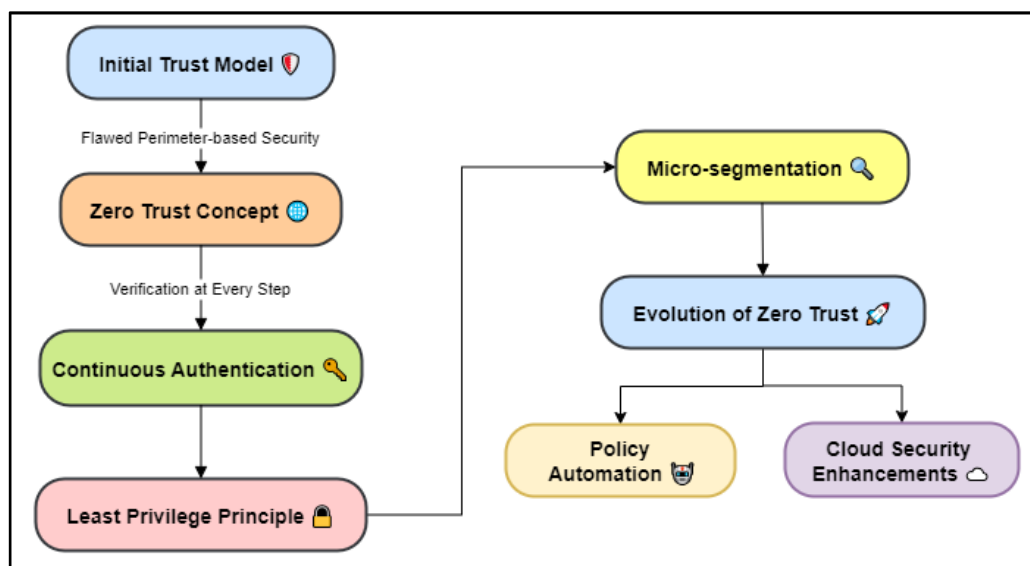 Initial Trust Model
Flawed Perimeter-based Security
Zero Trust Concept
Verification at Every Step
Continuous Authentication
Least Privilege Principle
Micro-segmentation
Evolution of Zero Trust
Policy
Automation
Cloud Security
Enhancements